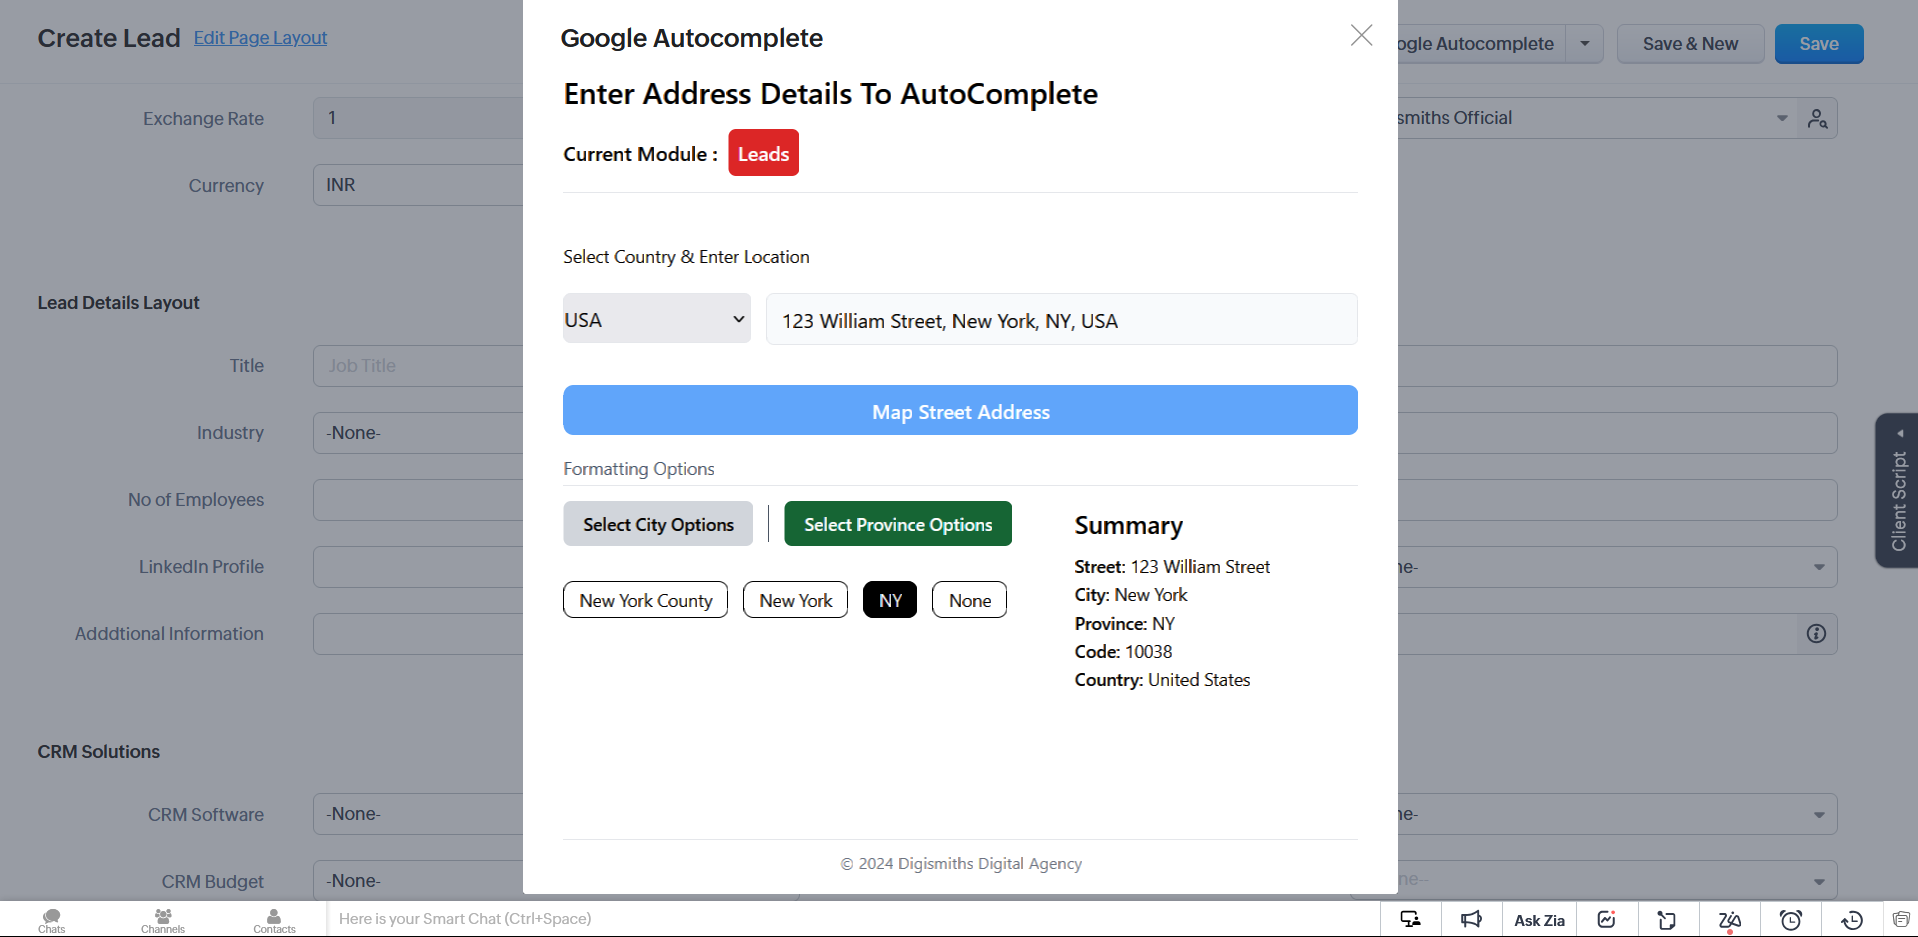 Create Lead Edit Page Layout
Google Autocomplete
ogle Autocomplete
Save & New
Save
Enter Address Details To AutoComplete
Exchange Rate
1
smiths Official
Current Module : Leads
Currency
INR
Select Country & Enter Location
Lead Details Layout
USA
123 William Street, New York, NY, USA
Title
Job Title
Map Street Address
Industry
-None-
Formatting Options
No of Employees
Select City Options
Select Province Options
Summary
LinkedIn Profile
Street: 123 William Street
City: New York
Province: NY
Code: 10038
Country: United States
New York County
New York
NY
None
ne-
Addditional Information
Client Script
CRM Solutions
CRM Software
-None-
ne-
CRM Budget
-None-
ne--
© 2024 Digismiths Digital Agency
Chats
Channels
Contacts
Here is your Smart Chat (Ctrl+Space)
Ask Zia